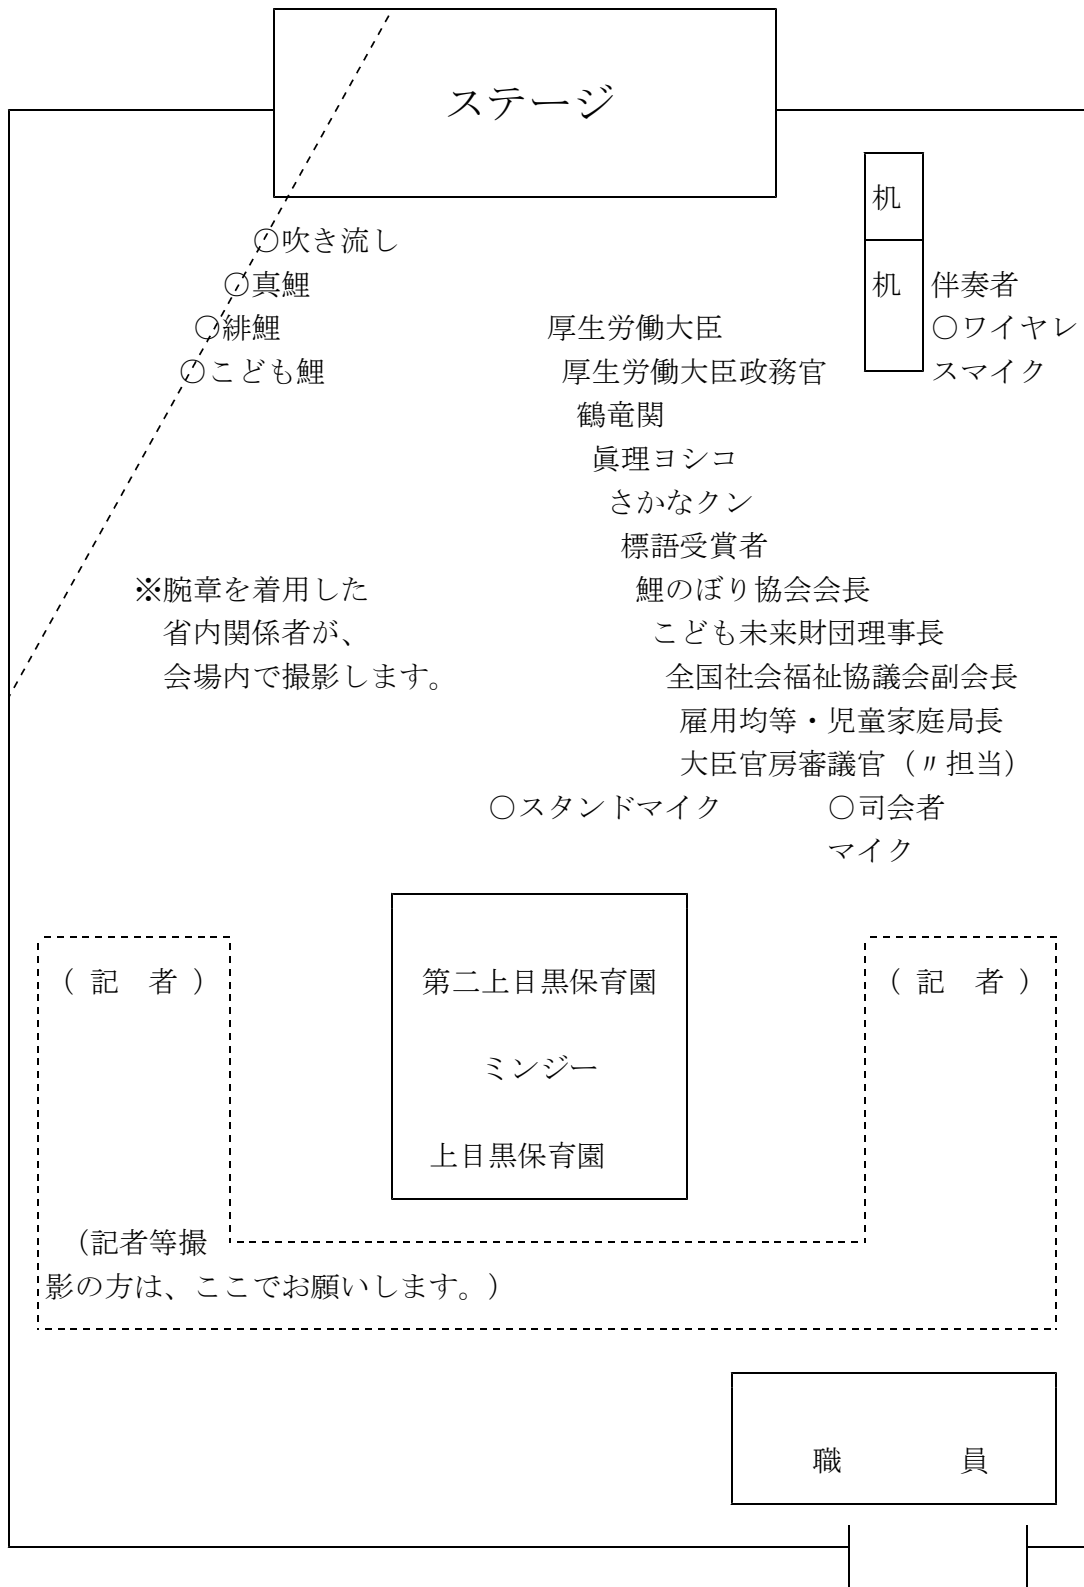 ステージ
机
○吹き流し
○真鯉
机
伴奏者
○緋鯉
厚生労働大臣
○ワイヤレ
○こども鯉
厚生労働大臣政務官
スマイク
鶴竜関
眞理ヨシコ
さかなクン
標語受賞者
※腕章を着用した
鯉のぼり協会会長
省内関係者が、
こども未来財団理事長
会場内で撮影します。
全国社会福祉協議会副会長
雇用均等・児童家庭局長
大臣官房審議官（〃担当）
○スタンドマイク
○司会者
マイク
（ 記　者 ）
第二上目黒保育園
（ 記　者 ）
ミンジー
上目黒保育園
（記者等撮
影の方は、ここでお願いします。）
職　　　　員